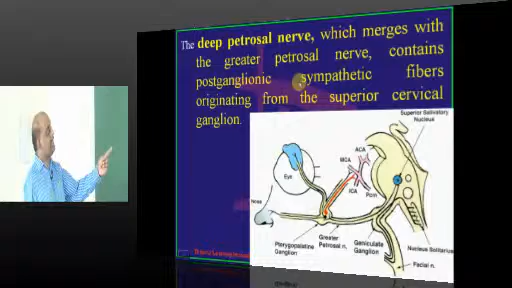 The deep petrosal nerve, which merges with
the greater petrosal nerve, contains
postganglionic sympathetic fibers
originating from the superior cervical
ganglion.
Superior Salivatory
Nucleus
ACA
MCA
Eye
ICA
Pom
Nose
Greater
Petrosal n.
Pterygopalatine
Ganglion
Geniculate
Ganglion
Nucleus Solitarius
Facial n.